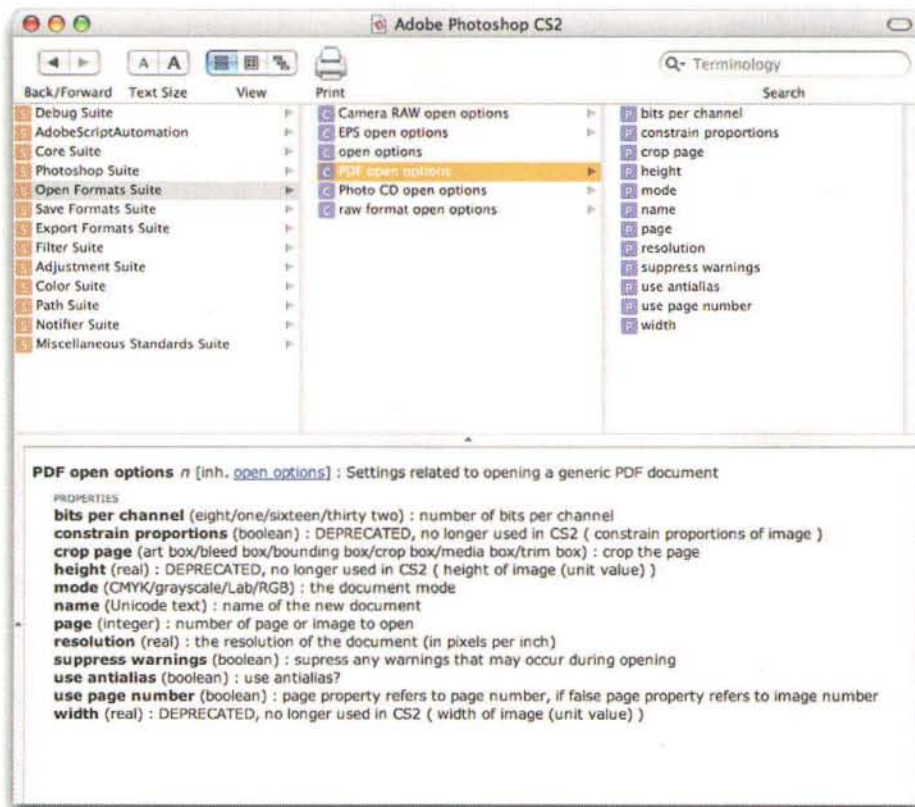 Adobe Photoshop CS2
A A
Terminology
Back/Forward Text Size View Print Search
Debug Suite
AdobeScriptAutomation
Core Suite
Photoshop Suite
Open Formats Suite
Save Formats Suite
Export Formats Suite
Filter Suite
Adjustment Suite
Color Suite
Path Suite
Notifier Suite
Miscellaneous Standards Suite
Camera RAW open options
EPS open options
open options
PDF open options
Photo CD open options
raw format open options
bits per channel
constrain proportions
crop page
height
mode
name
page
resolution
suppress warnings
use antialias
use page number
width
PDF open options n [inh. open options] : Settings related to opening a generic PDF document
PROPERTIES
bits per channel (eight/one/sixteen/thirty two) : number of bits per channel
constrain proportions (boolean) : DEPRECATED, no longer used in CS2 ( constrain proportions of image )
crop page (art box/bleed box/bounding box/crop box/media box/trim box) : crop the page
height (real) : DEPRECATED, no longer used in CS2 ( height of image (unit value) )
mode (CMYK/grayscale/Lab/RGB) : the document mode
name (Unicode text) : name of the new document
page (integer) : number of page or image to open
resolution (real) : the resolution of the document (in pixels per inch)
suppress warnings (boolean) : supress any warnings that may occur during opening
use antialias (boolean) : use antialias?
use page number (boolean) : page property refers to page number, if false page property refers to image number
width (real) : DEPRECATED, no longer used in CS2 ( width of image (unit value) )